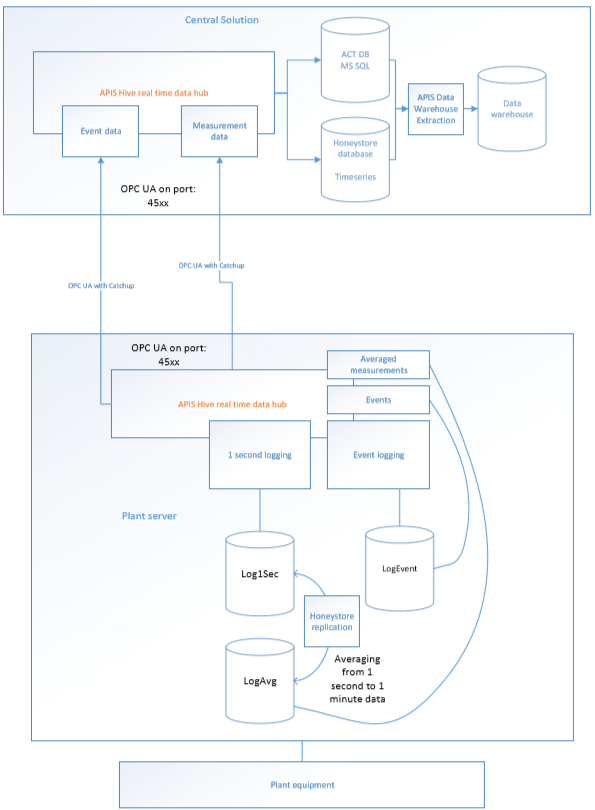 Central Solution
ACT DB
MS SQL
APIS Hive real time data hub
Event data
Measurement
data
APIS Data
Warehouse
Extraction
Data
warehouse
Honeystore
database
Timeseries
OPC UA on port:
45xx
OPC UA with Catchup
OPC UA with Catchup
OPC UA on port:
45xx
Averaged
measurements
APIS Hive real time data hub
Events
1 second logging
Event logging
Plant server
Log1Sec
LogEvent
Honeystore
replication
LogAvg
Averaging
from 1
second to 1
minute data
Plant equipment